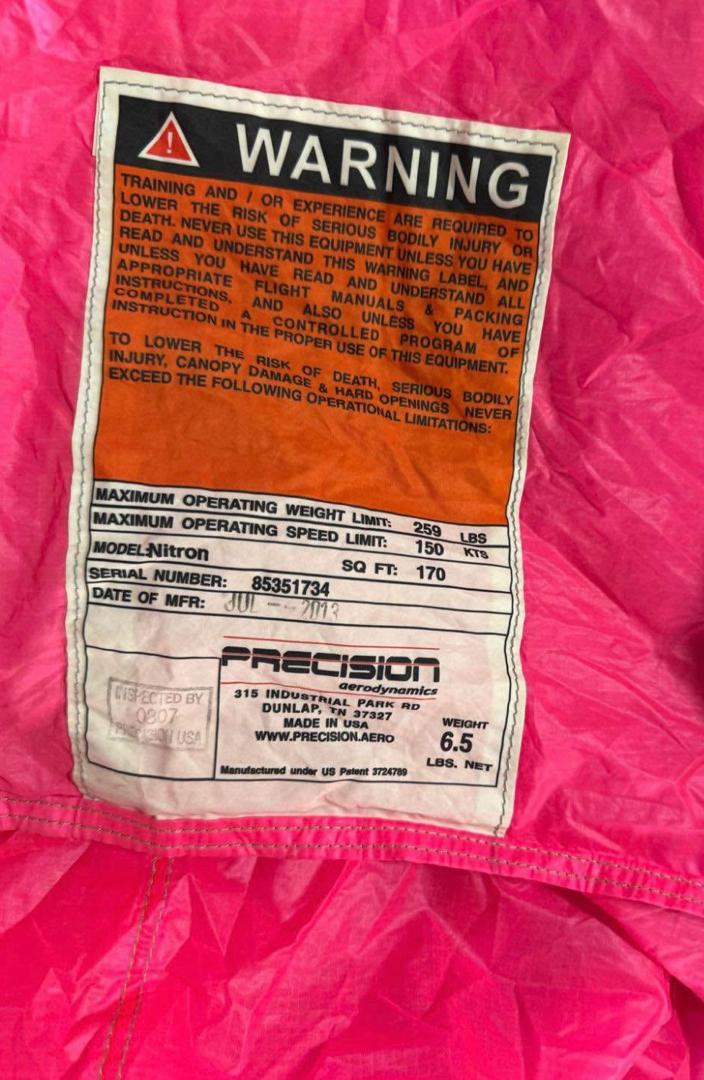 WARNING
TRAINING AND / OR EXPERIENCE ARE REQUIRED TO
LOWER THE RISK OF SERIOUS BODILY INJURY OR
DEATH. NEVER USE THIS EQUIPMENT UNLESS YOU HAVE
READ AND UNDERSTAND THIS WARNING LABEL, AND
UNLESS YOU HAVE READ AND UNDERSTAND ALL
APPROPRIATE FLIGHT MANUALS & PACKING
INSTRUCTIONS, AND ALSO UNLESS YOU HAVE
COMPLETED A CONTROLLED PROGRAM OF
INSTRUCTION IN THE PROPER USE OF THIS EQUIPMENT.
TO LOWER THE RISK OF DEATH, SERIOUS BODILY
INJURY, CANOPY DAMAGE & HARD OPENINGS NEVER
EXCEED THE FOLLOWING OPERATIONAL LIMITATIONS:
MAXIMUM OPERATING WEIGHT LIMIT: 259 LBS
MAXIMUM OPERATING SPEED LIMIT: 150 KTS
MODEL:Nitron SQ FT: 170
SERIAL NUMBER: 85351734
DATE OF MFR: JUL -- 2013
PRECISION
aerodynamics
315 INDUSTRIAL PARK RD
DUNLAP, TN 37327
MADE IN USA
WWW.PRECISION.AERO
Manufactured under US Patent 3724789
WEIGHT
6.5
LBS. NET
INSPECTED BY
0307
PRECISION USA